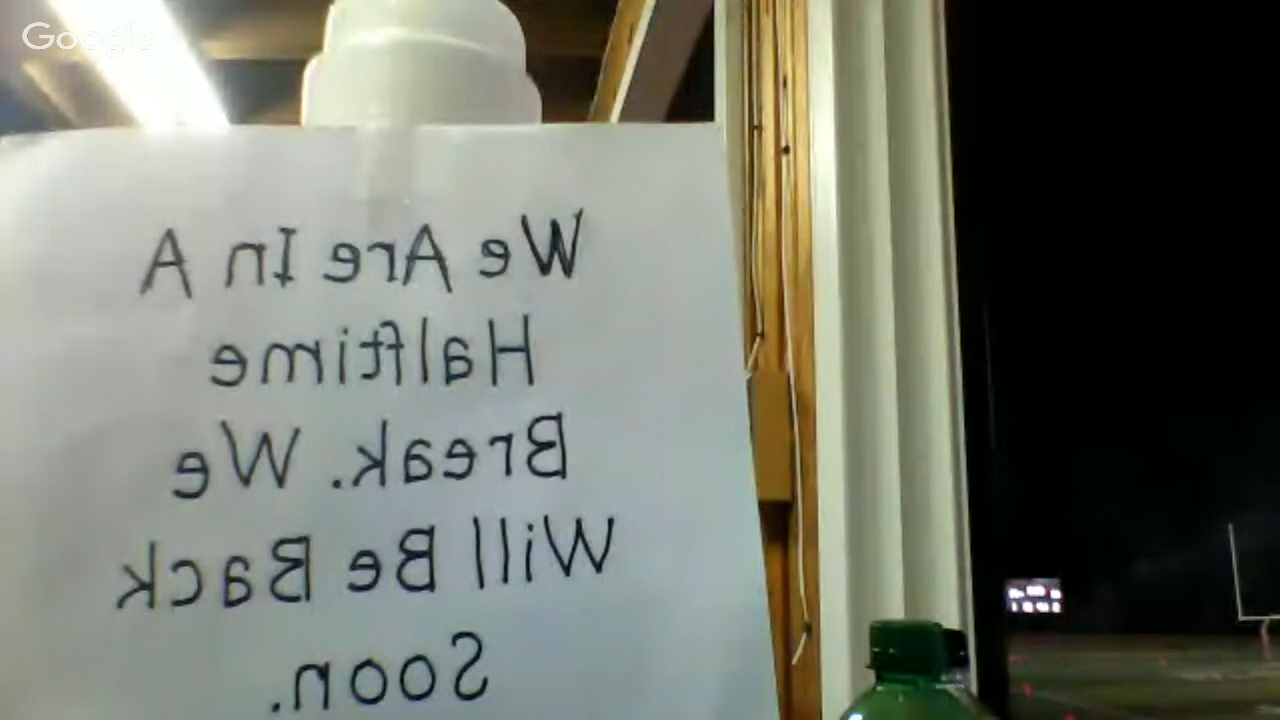 Google
We Are In A
Halftime
Break. We
Will Be Back
Soon.